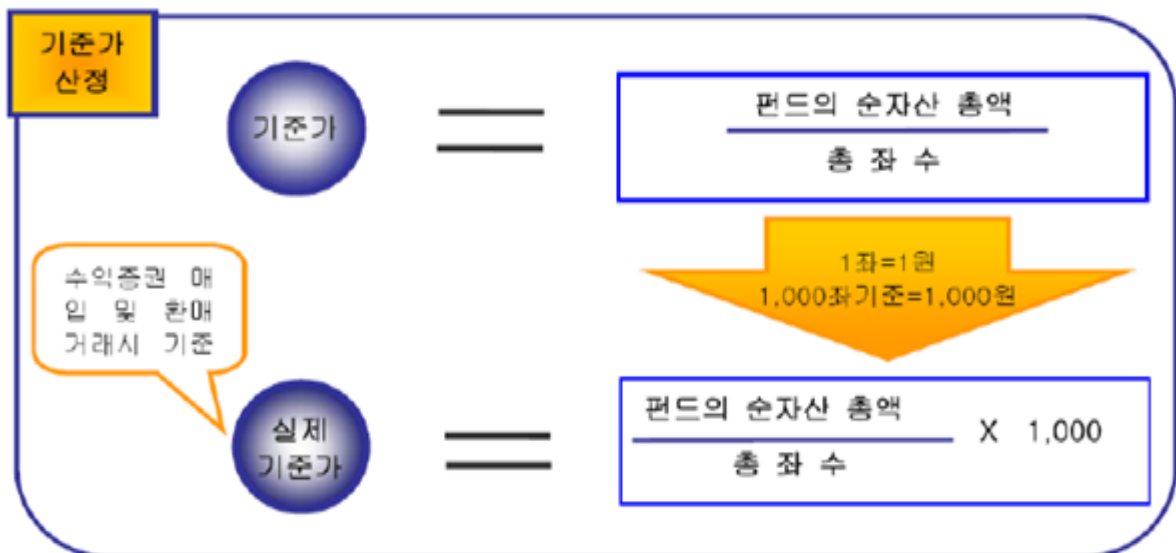 기준가
산정
기준가
펀드의 순자산 총액
총 좌 수
1좌=1원
1,000좌기준=1,000원
수익증권 매
입 및 환매
거래시 기준
실제
기준가
펀드의 순자산 총액
총 좌 수
X 1,000